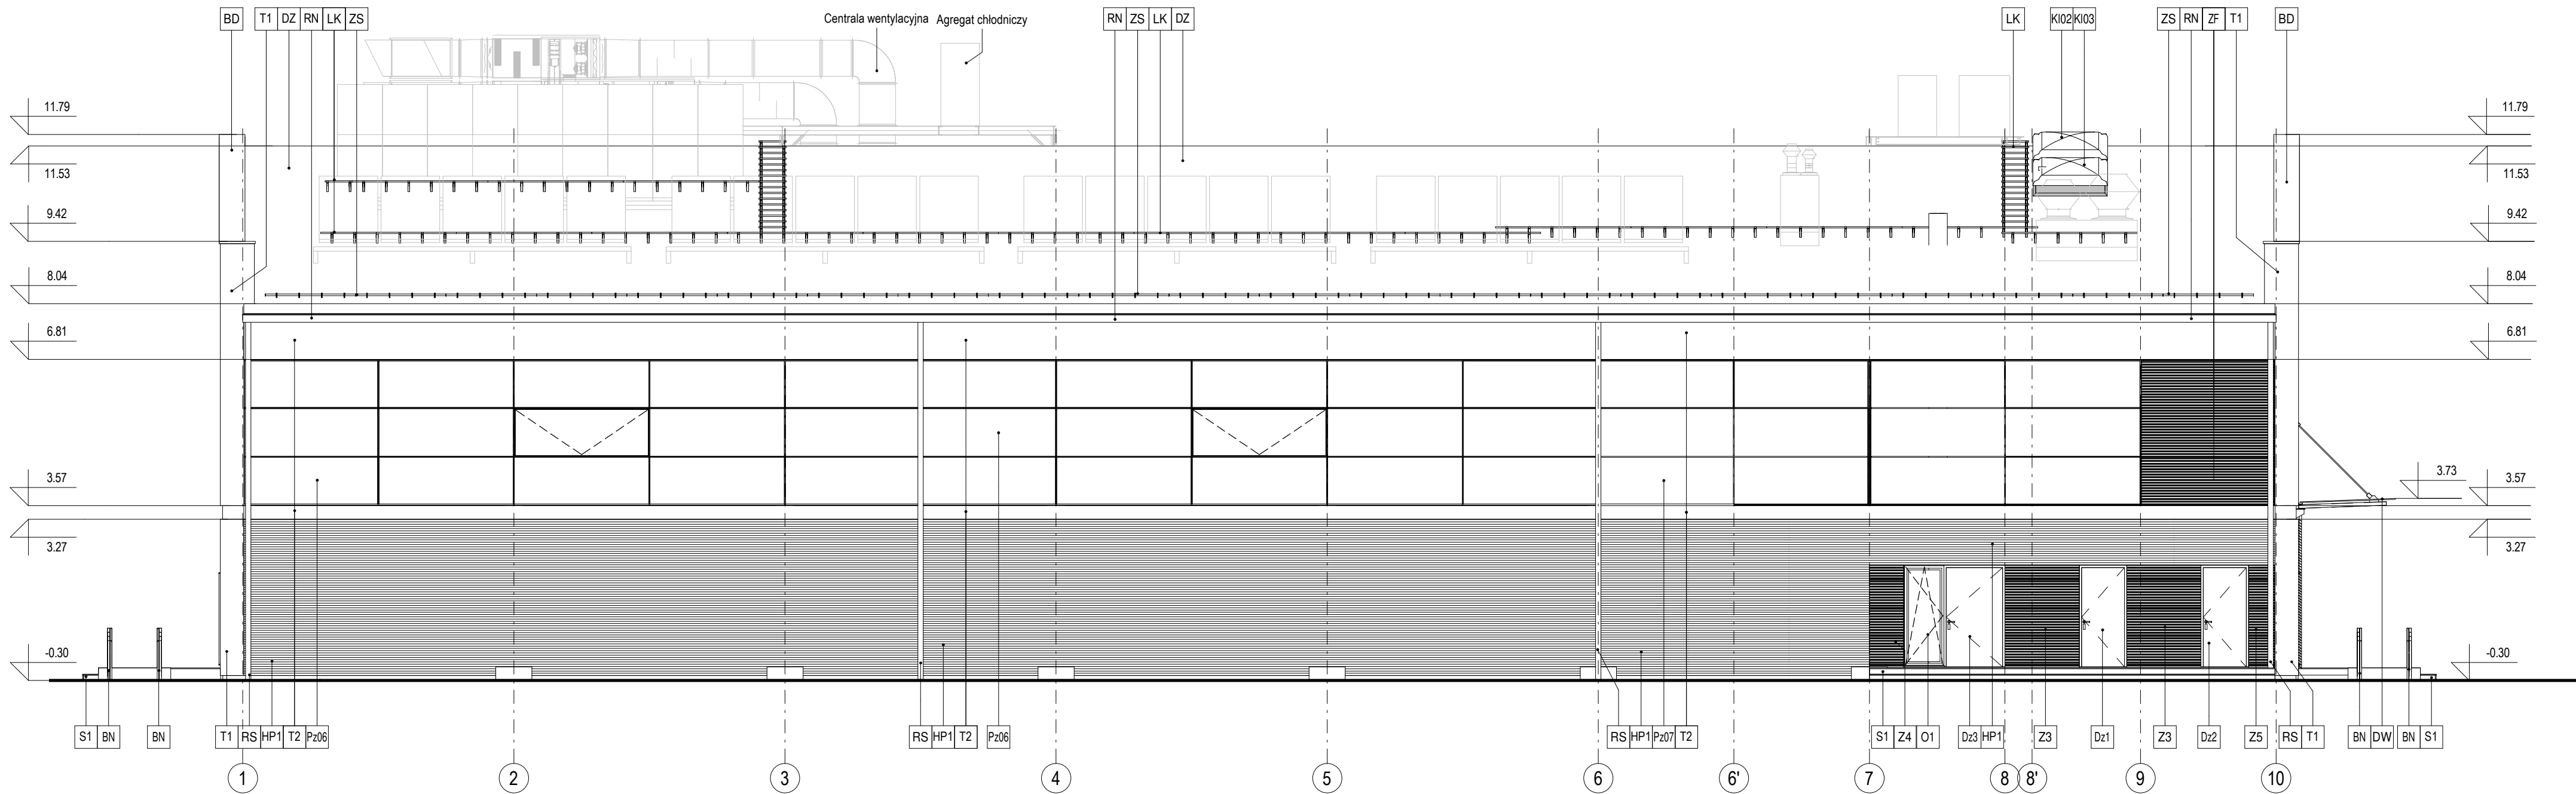 BD T1 DZ RN LK ZS Centrala wentylacyjna Agregat chłodniczy RN ZS LK DZ LK Kl02 Kl03 ZS RN ZF T1 BD
11.79 11.79
11.53 11.53
9.42 9.42
8.04 8.04
6.81 6.81
3.57 3.73 3.57
3.27 3.27
-0.30 -0.30
S1 BN BN T1 RS HP1 T2 Pz06 RS HP1 T2 Pz06 RS HP1 Pz07 T2 S1 Z4 O1 Dz3 HP1 Z3 Dz1 Z3 Dz2 Z5 RS T1 BN DW BN S1
1 2 3 4 5 6 6' 7 8 8' 9 10